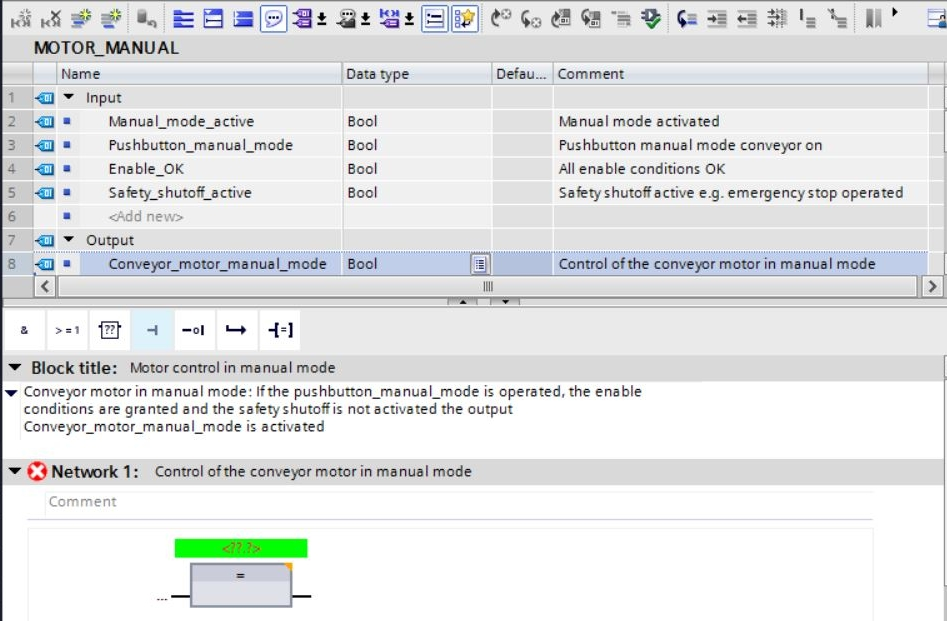 MOTOR_MANUAL
Name Data type Defau... Comment
1 Input
2 Manual_mode_active Bool Manual mode activated
3 Pushbutton_manual_mode Bool Pushbutton manual mode conveyor on
4 Enable_OK Bool All enable conditions OK
5 Safety_shutoff_active Bool Safety shutoff active e.g. emergency stop operated
6 <Add new>
7 Output
8 Conveyor_motor_manual_mode Bool Control of the conveyor motor in manual mode
& >=1 ?? ⊣ -o| ↦ -[=]
Block title: Motor control in manual mode
Conveyor motor in manual mode: If the pushbutton_manual_mode is operated, the enable
conditions are granted and the safety shutoff is not activated the output
Conveyor_motor_manual_mode is activated
Network 1: Control of the conveyor motor in manual mode
Comment
<??.?>
=
...